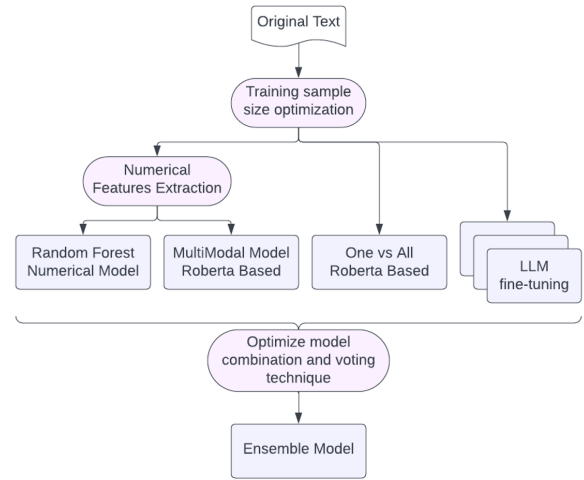 Original Text
Training sample
size optimization
Numerical
Features Extraction
Random Forest
Numerical Model
MultiModal Model
Roberta Based
One vs All
Roberta Based
LLM
fine-tuning
Optimize model
combination and voting
technique
Ensemble Model